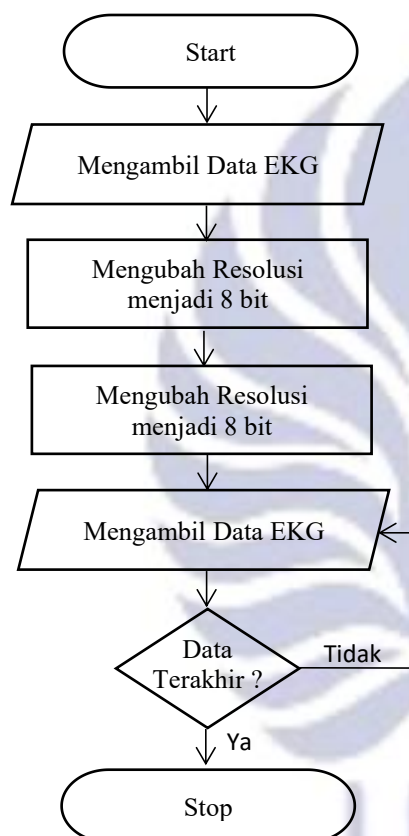 Start
Mengambil Data EKG
Mengubah Resolusi
menjadi 8 bit
Mengubah Resolusi
menjadi 8 bit
Mengambil Data EKG
Data
Terakhir ?
Tidak
Ya
Stop